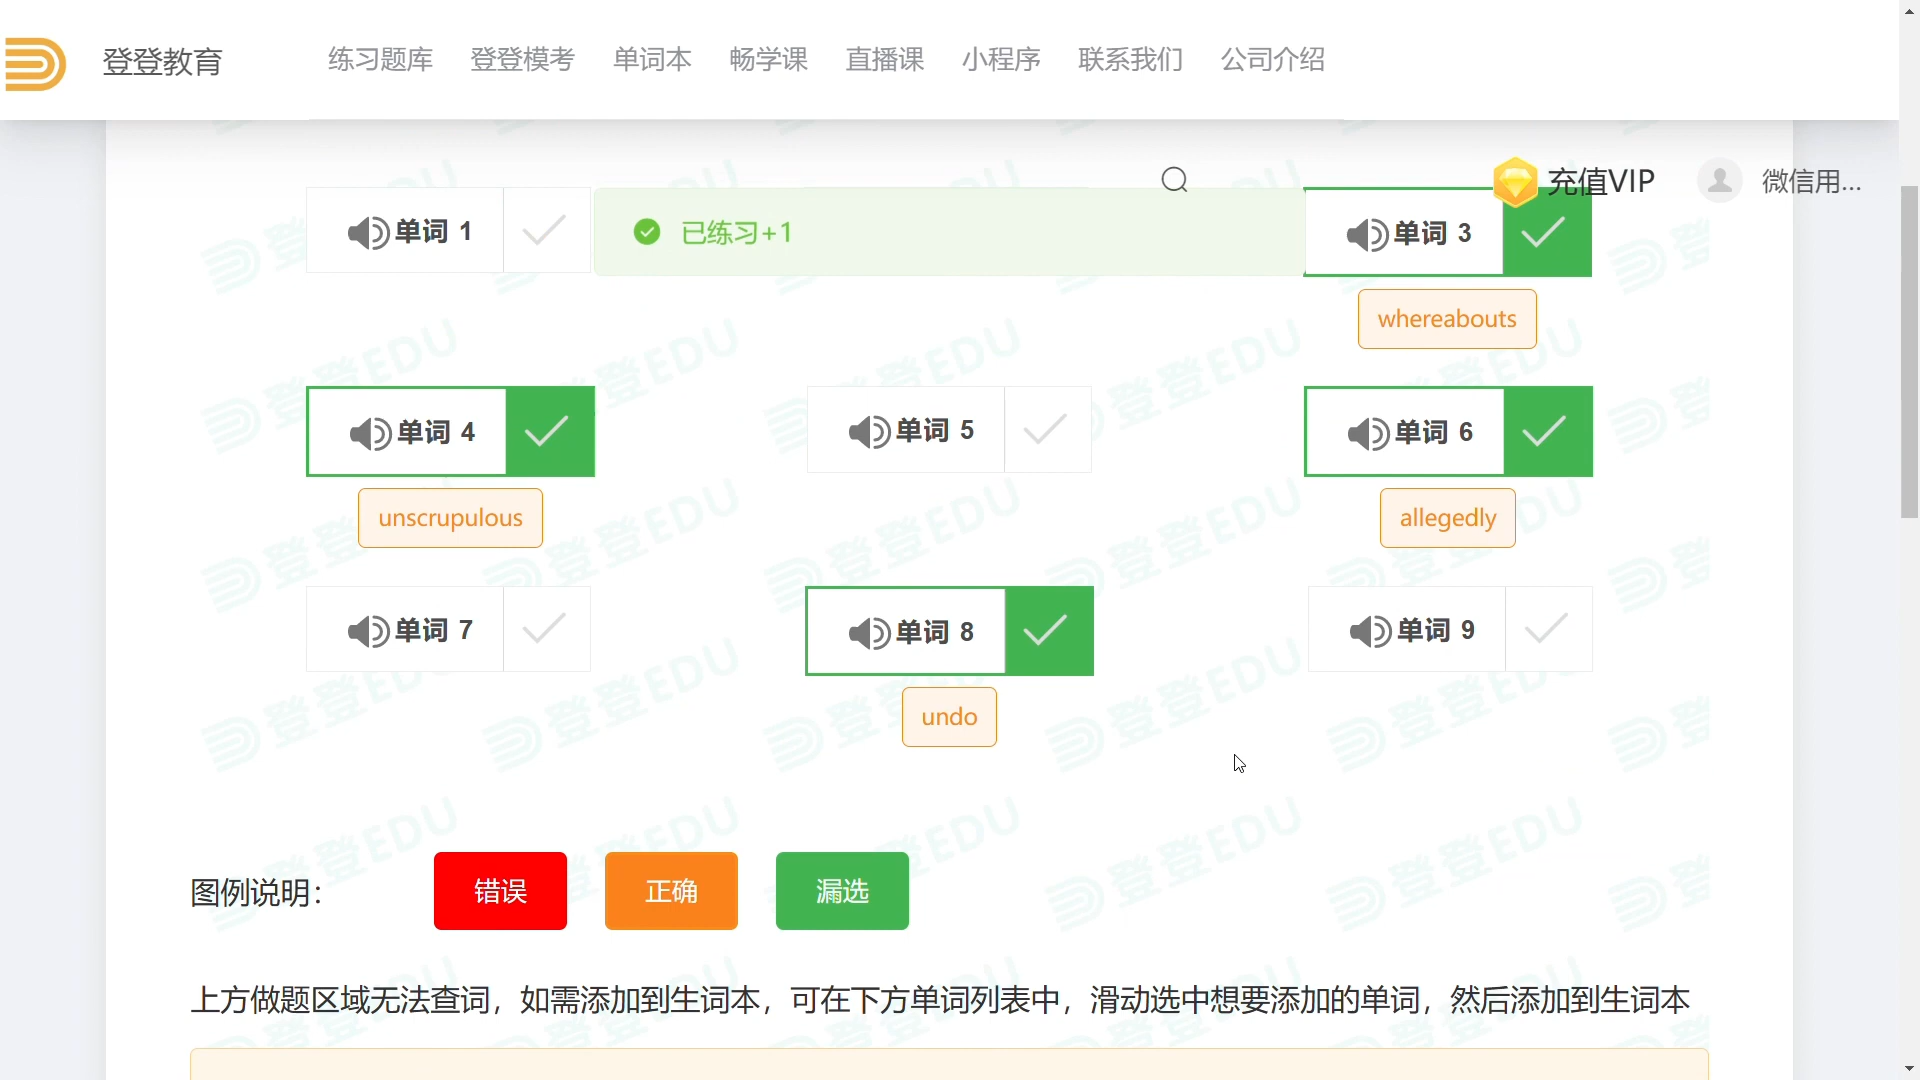 登登教育 练习题库 登登模考 单词本 畅学课 直播课 小程序 联系我们 公司介绍
充值VIP 微信用...
单词 1 已练习+1 单词 3
whereabouts
单词 4 单词 5 单词 6
unscrupulous allegedly
单词 7 单词 8 单词 9
undo
图例说明： 错误 正确 漏选
上方做题区域无法查词，如需添加到生词本，可在下方单词列表中，滑动选中想要添加的单词，然后添加到生词本